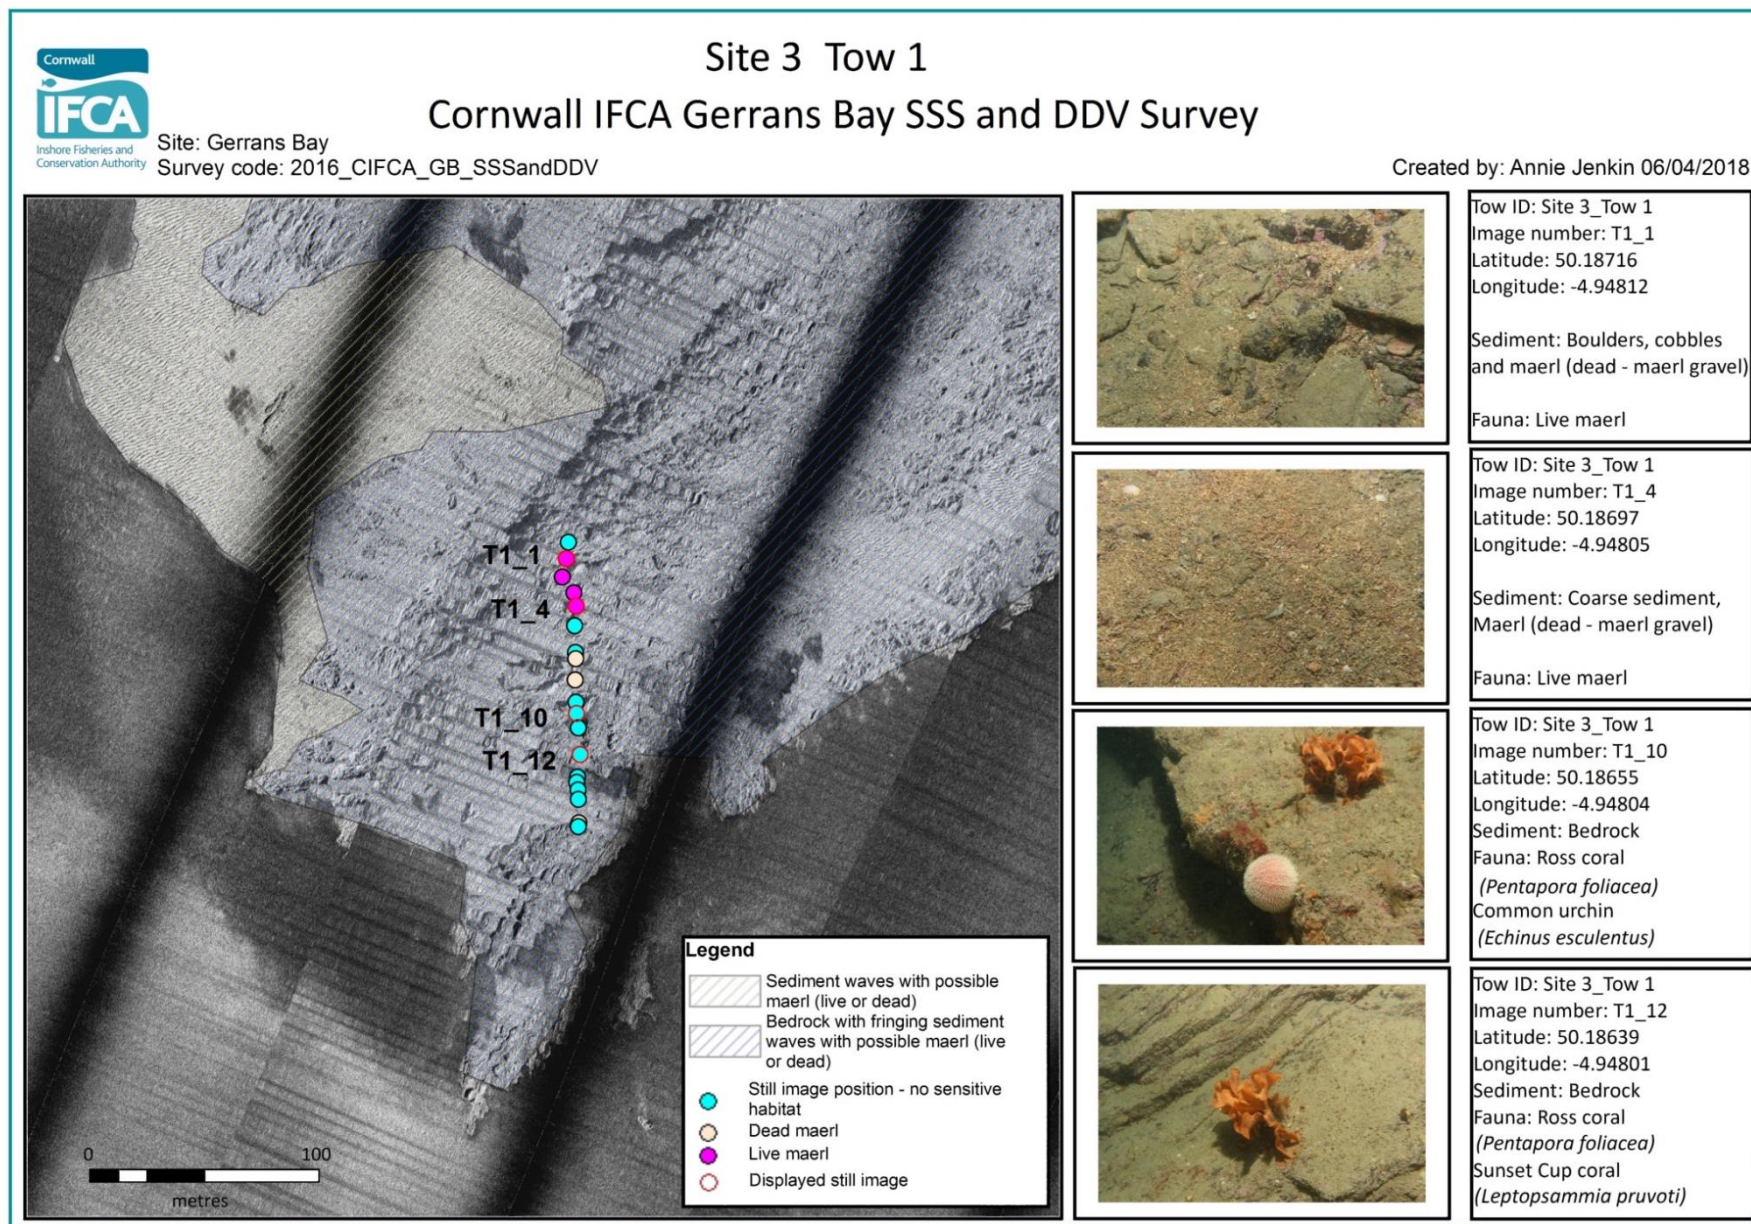 Site 3 Tow 1
Cornwall IFCA Gerrans Bay SSS and DDV Survey
Cornwall
IFCA
Inshore Fisheries and
Conservation Authority
Site: Gerrans Bay
Survey code: 2016_CIFCA_GB_SSSandDDV
Created by: Annie Jenkin 06/04/2018
T1_1
T1_4
T1_10
T1_12
0 100
metres
Legend
Sediment waves with possible
maerl (live or dead)
Bedrock with fringing sediment
waves with possible maerl (live
or dead)
Still image position - no sensitive
habitat
Dead maerl
Live maerl
Displayed still image
Tow ID: Site 3_Tow 1
Image number: T1_1
Latitude: 50.18716
Longitude: -4.94812
Sediment: Boulders, cobbles
and maerl (dead - maerl gravel)
Fauna: Live maerl
Tow ID: Site 3_Tow 1
Image number: T1_4
Latitude: 50.18697
Longitude: -4.94805
Sediment: Coarse sediment,
Maerl (dead - maerl gravel)
Fauna: Live maerl
Tow ID: Site 3_Tow 1
Image number: T1_10
Latitude: 50.18655
Longitude: -4.94804
Sediment: Bedrock
Fauna: Ross coral
(Pentapora foliacea)
Common urchin
(Echinus esculentus)
Tow ID: Site 3_Tow 1
Image number: T1_12
Latitude: 50.18639
Longitude: -4.94801
Sediment: Bedrock
Fauna: Ross coral
(Pentapora foliacea)
Sunset Cup coral
(Leptopsammia pruvoti)